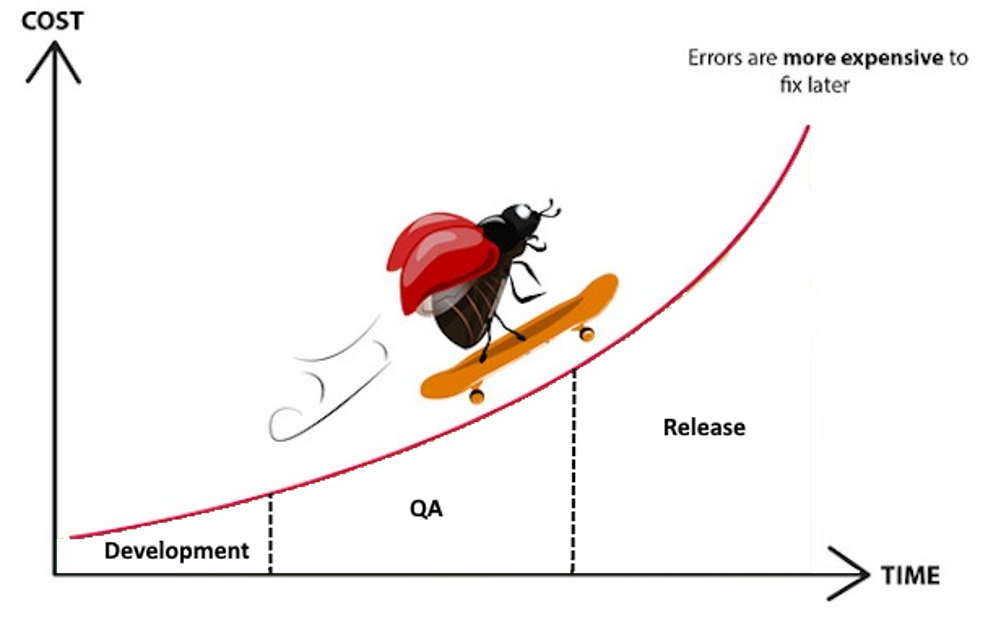 COST
Errors are more expensive to
fix later
Release
QA
Development
TIME